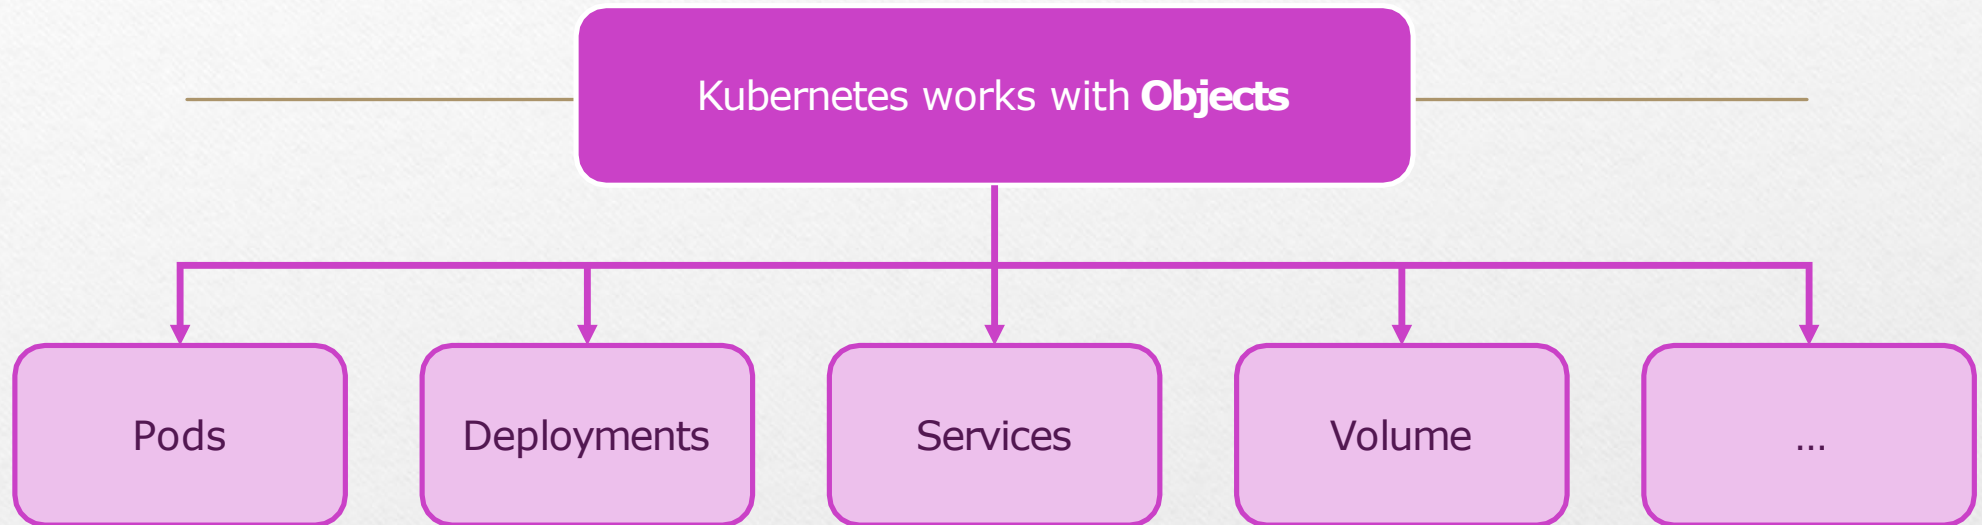 Kubernetes works with Objects
Pods
Deployments
Services
Volume
...